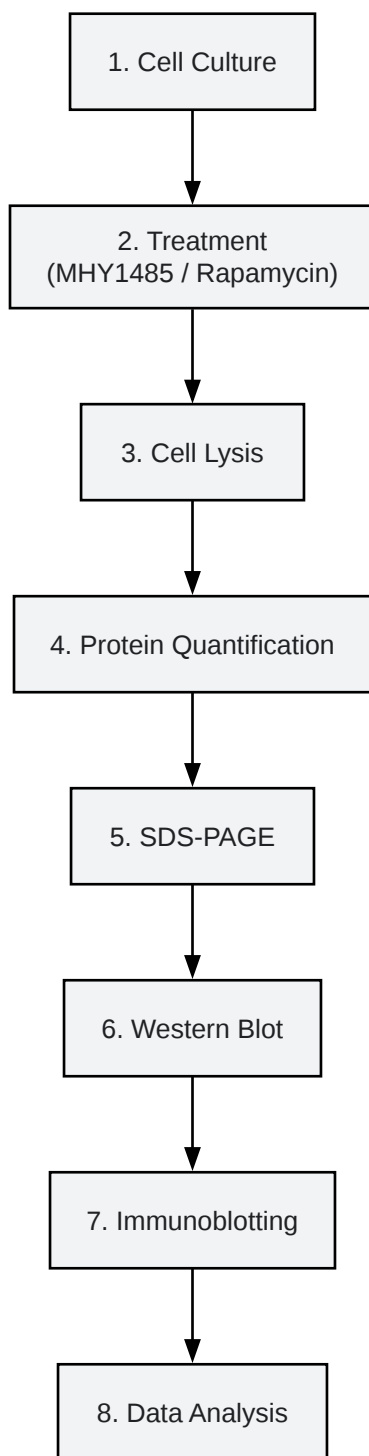 1. Cell Culture
2. Treatment
(MHY1485 / Rapamycin)
3. Cell Lysis
4. Protein Quantification
5. SDS-PAGE
6. Western Blot
7. Immunoblotting
8. Data Analysis